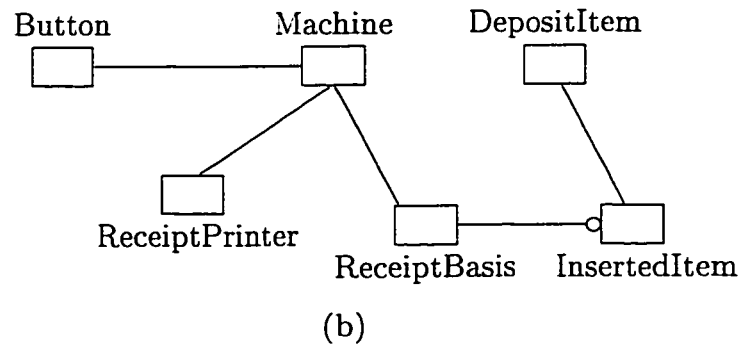 Button Machine DepositItem
ReceiptPrinter
ReceiptBasis InsertedItem
(b)